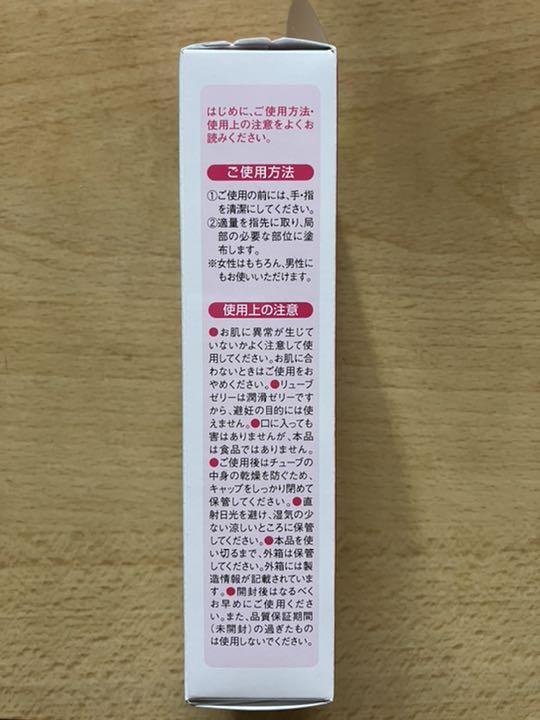 はじめに、ご使用方法・
使用上の注意をよくお
読みください。
ご使用方法
①ご使用の前には、手・指
を清潔にしてください。
②適量を指先に取り、局
部の必要な部位に塗
布します。
※女性はもちろん、男性に
もお使いいただけます。
使用上の注意
●お肌に異常が生じて
いないかよく注意して使
用してください。お肌に合
わないときはご使用をお
やめください。●リューブ
ゼリーは潤滑ゼリーです
から、避妊の目的には使
えません。●口に入っても
害はありませんが、本品
は食品ではありません。
●ご使用後はチューブの
中身の乾燥を防ぐため、
キャップをしっかり閉めて
保管してください。●直
射日光を避け、湿気の少
ない涼しいところに保管
してください。●本品を使
い切るまで、外箱は保管
してください。外箱には製
造情報が記載されていま
す。●開封後はなるべく
お早めにご使用くださ
い。また、品質保証期間
(未開封)の過ぎたもの
は使用しないでください。